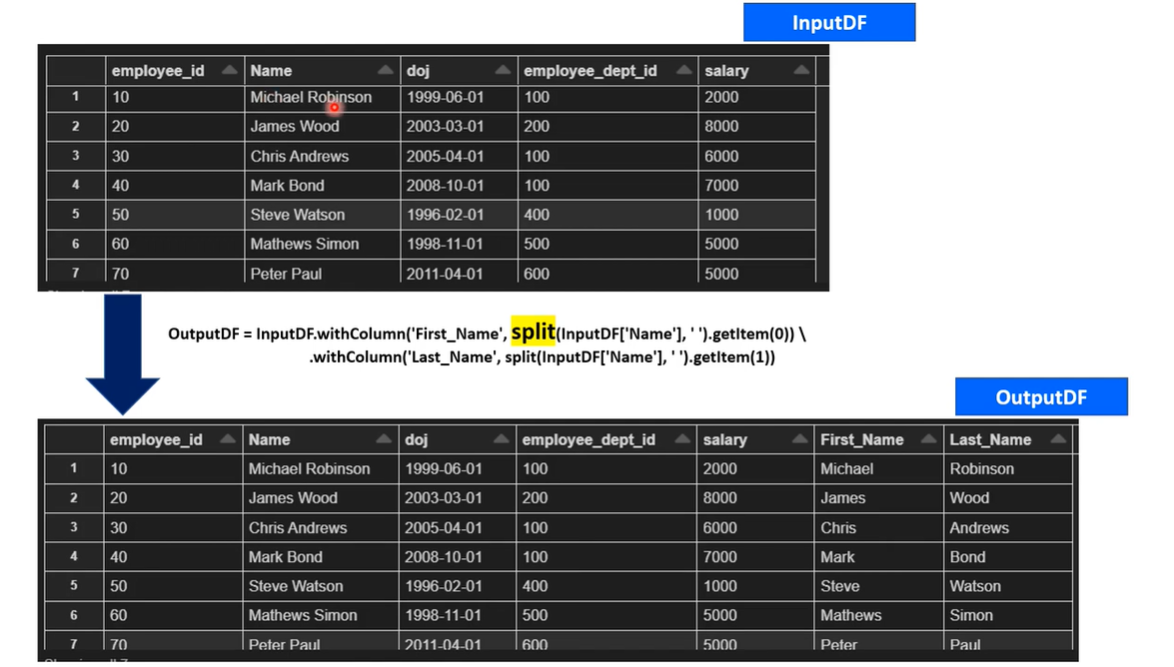 InputDF
employee_id Name doj employee_dept_id salary
1 10 Michael Robinson 1999-06-01 100 2000
2 20 James Wood 2003-03-01 200 8000
3 30 Chris Andrews 2005-04-01 100 6000
4 40 Mark Bond 2008-10-01 100 7000
5 50 Steve Watson 1996-02-01 400 1000
6 60 Mathews Simon 1998-11-01 500 5000
7 70 Peter Paul 2011-04-01 600 5000
OutputDF = InputDF.withColumn('First_Name', split(InputDF['Name'], ' ').getItem(0)) \
.withColumn('Last_Name', split(InputDF['Name'], ' ').getItem(1))
OutputDF
employee_id Name doj employee_dept_id salary First_Name Last_Name
1 10 Michael Robinson 1999-06-01 100 2000 Michael Robinson
2 20 James Wood 2003-03-01 200 8000 James Wood
3 30 Chris Andrews 2005-04-01 100 6000 Chris Andrews
4 40 Mark Bond 2008-10-01 100 7000 Mark Bond
5 50 Steve Watson 1996-02-01 400 1000 Steve Watson
6 60 Mathews Simon 1998-11-01 500 5000 Mathews Simon
7 70 Peter Paul 2011-04-01 600 5000 Peter Paul